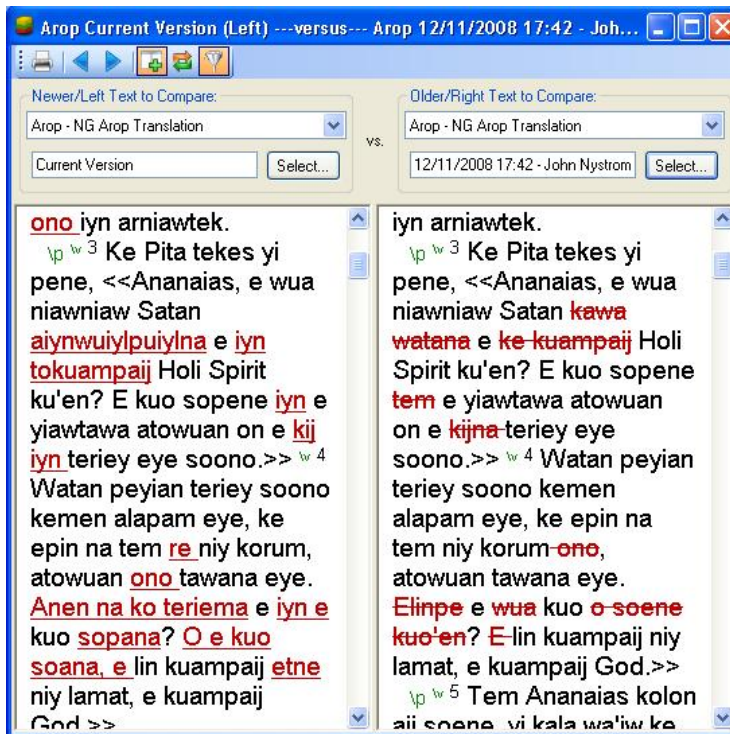 Arop Current Version (Left) ---versus--- Arop 12/11/2008 17:42 - Joh...
Newer/Left Text to Compare:
Arop - NG Arop Translation
Current Version
Select...
vs.
Older/Right Text to Compare:
Arop - NG Arop Translation
12/11/2008 17:42 - John Nystrom
Select...
ono iyn arniawtek.
\p \v 3 Ke Pita tekes yi
pene, <<Ananaias, e wua
niawniaw Satan
aiynwuiylpuiylna e iyn
tokuampaij Holi Spirit
ku'en? E kuo sopene iyn e
yiawtawa atowuan on e kij
iyn teriey eye soono.>> \v 4
Watan peyian teriey soono
kemen alapam eye, ke
epin na tem re niy korum,
atowuan ono tawana eye.
Anen na ko teriema e iyn e
kuo sopana? O e kuo
soana, e lin kuampaij etne
niy lamat, e kuampaij
God.>>
iyn arniawtek.
\p \v 3 Ke Pita tekes yi
pene, <<Ananaias, e wua
niawniaw Satan kawa
watana e ke kuampaij Holi
Spirit ku'en? E kuo sopene
tem e yiawtawa atowuan
on e kijna teriey eye
soono.>> \v 4 Watan peyian
teriey soono kemen
alapam eye, ke epin na
tem niy korum ono,
atowuan tawana eye.
Elinpe e wua kuo o soene
kuo'en? E lin kuampaij niy
lamat, e kuampaij God.>>
\p \v 5 Tem Ananaias kolon
aij soene, yi kala wa'iw ke